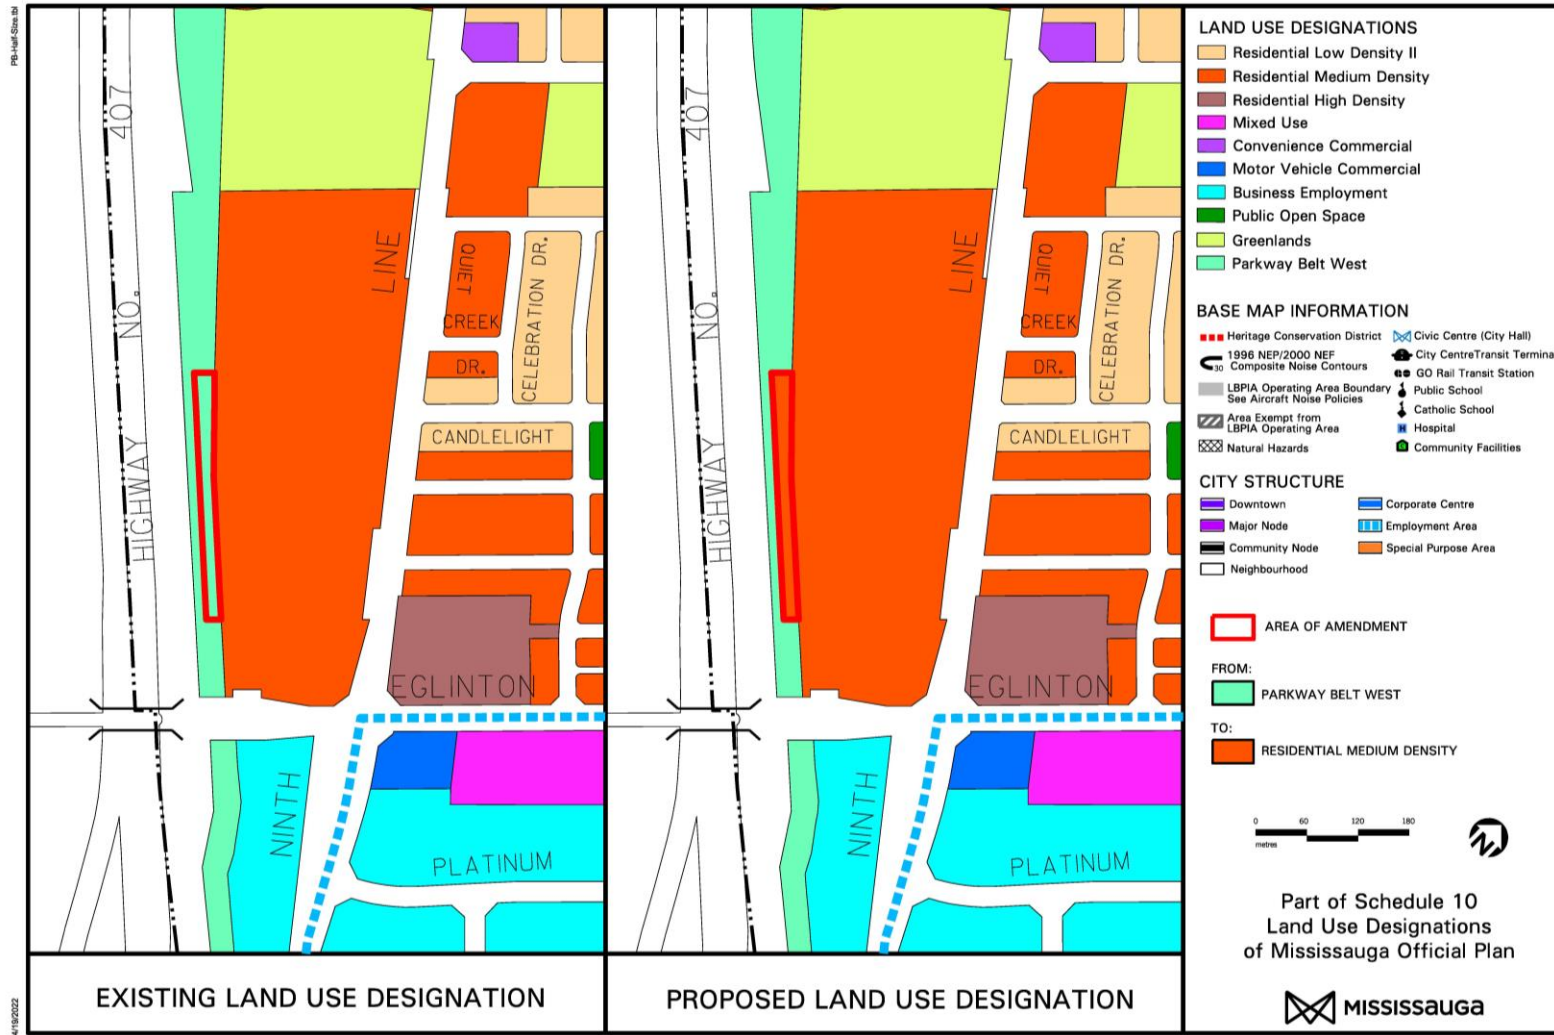 PB-Half-Size.tbl
407
NO.
HIGHWAY
LINE
QUIET
CREEK
DR.
CELEBRATION DR.
CANDLELIGHT
EGLINTON
NINTH
PLATINUM
EXISTING LAND USE DESIGNATION
407
NO.
HIGHWAY
LINE
QUIET
CREEK
DR.
CELEBRATION DR.
CANDLELIGHT
EGLINTON
NINTH
PLATINUM
PROPOSED LAND USE DESIGNATION
LAND USE DESIGNATIONS
Residential Low Density II
Residential Medium Density
Residential High Density
Mixed Use
Convenience Commercial
Motor Vehicle Commercial
Business Employment
Public Open Space
Greenlands
Parkway Belt West
BASE MAP INFORMATION
Heritage Conservation District
1996 NEP/2000 NEF
Composite Noise Contours
30
LBPIA Operating Area Boundary
See Aircraft Noise Policies
Area Exempt from
LBPIA Operating Area
Natural Hazards
Civic Centre (City Hall)
City CentreTransit Termina
GO Rail Transit Station
Public School
Catholic School
H Hospital
Community Facilities
CITY STRUCTURE
Downtown
Major Node
Community Node
Neighbourhood
Corporate Centre
Employment Area
Special Purpose Area
AREA OF AMENDMENT
FROM:
PARKWAY BELT WEST
TO:
RESIDENTIAL MEDIUM DENSITY
0 60 120 180
metres
N
Part of Schedule 10
Land Use Designations
of Mississauga Official Plan
MISSISSAUGA
4/19/2022